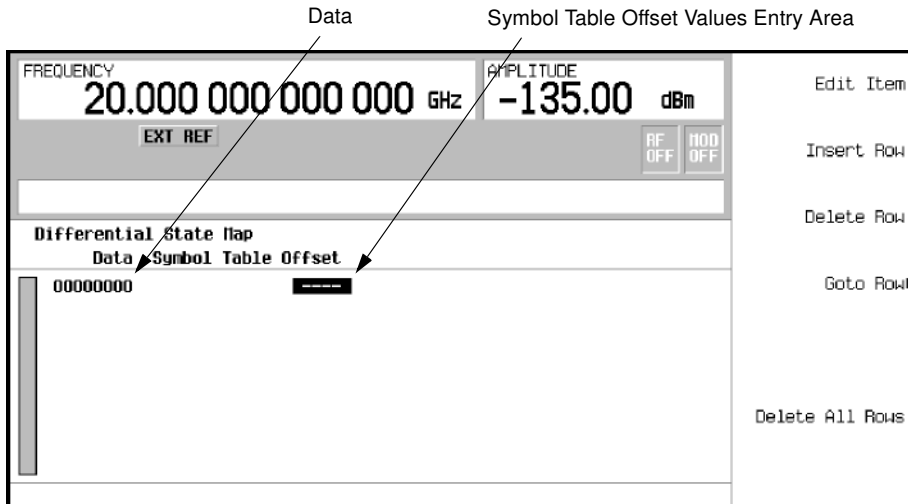 Data
Symbol Table Offset Values Entry Area
FREQUENCY
20.000 000 000 000 GHz
AMPLITUDE
-135.00 dBm
EXT REF
RF OFF
MOD OFF
Differential State Map
Data Symbol Table Offset
00000000 ----
Edit Item
Insert Row
Delete Row
Goto Row
Delete All Rows